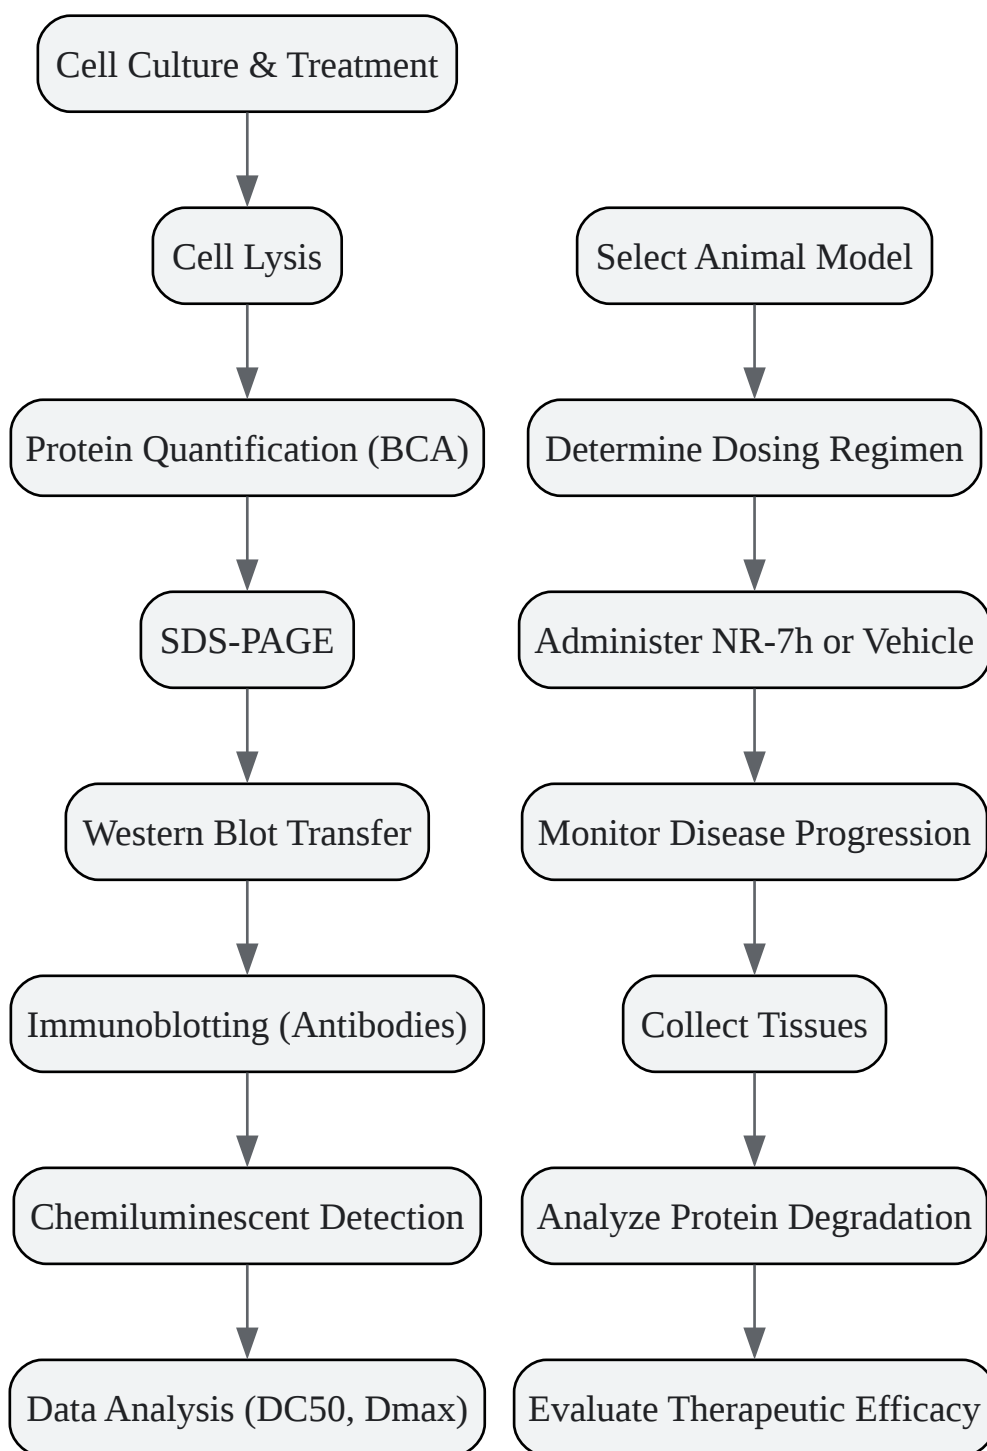 Cell Culture & Treatment
Cell Lysis
Protein Quantification (BCA)
SDS-PAGE
Western Blot Transfer
Immunoblotting (Antibodies)
Chemiluminescent Detection
Data Analysis (DC50, Dmax)
Select Animal Model
Determine Dosing Regimen
Administer NR-7h or Vehicle
Monitor Disease Progression
Collect Tissues
Analyze Protein Degradation
Evaluate Therapeutic Efficacy